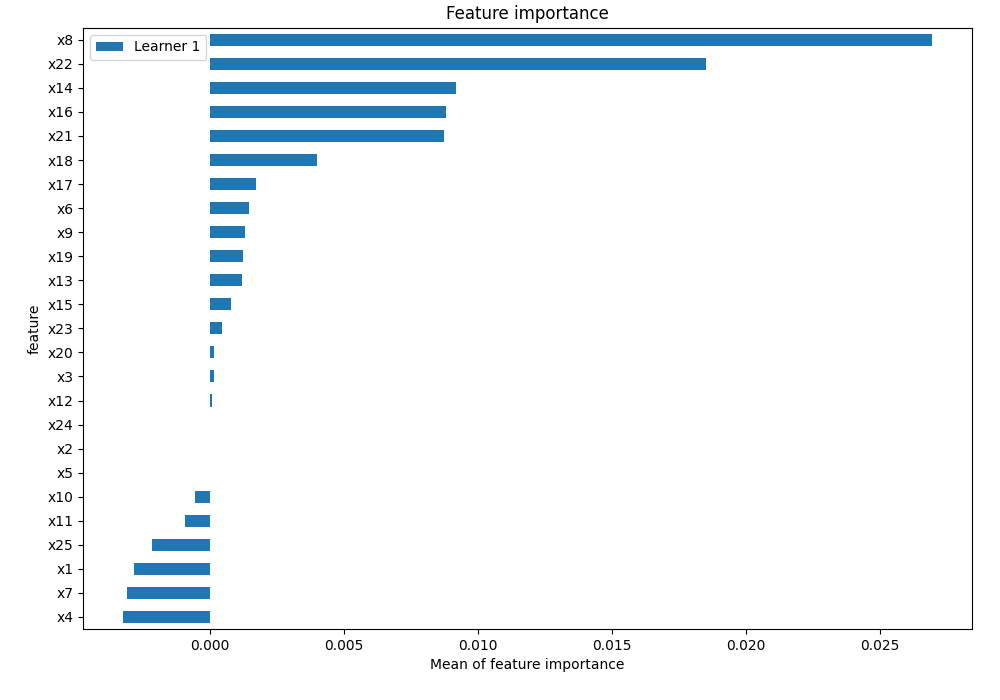 Feature importance
Learner 1
x8
x22
x14
x16
x21
x18
x17
x6
x9
x19
x13
x15
x23
x20
x3
x12
x24
x2
x5
x10
x11
x25
x1
x7
x4
feature
0.000 0.005 0.010 0.015 0.020 0.025
Mean of feature importance